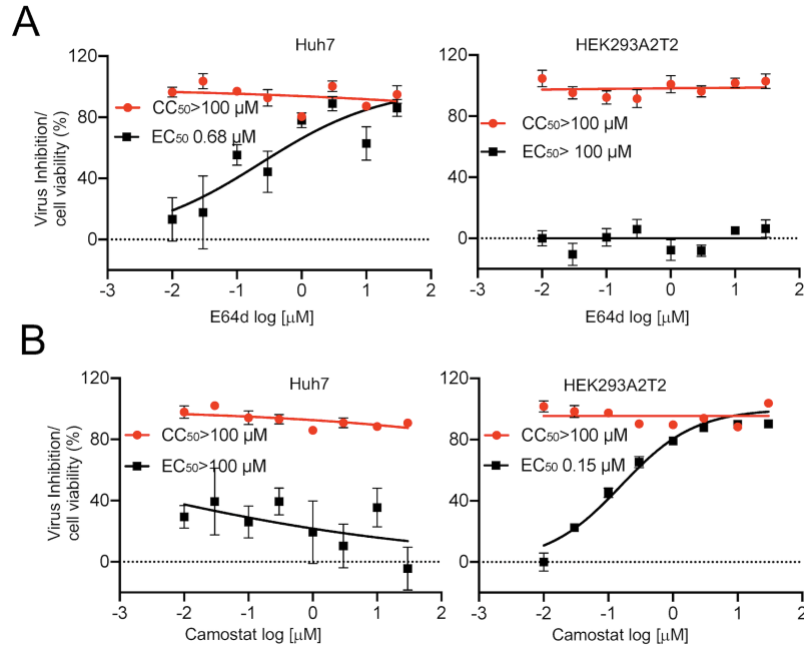 A
Huh7
HEK293A2T2
Virus Inhibition/
cell viability (%)
120
80
40
0
CC50>100 μM
EC50 0.68 μM
-3 -2 -1 0 1 2
E64d log [μM]
120
80
40
0
CC50>100 μM
EC50> 100 μM
-3 -2 -1 0 1 2
E64d log [μM]
B
Huh7
HEK293A2T2
Virus Inhibition/
cell viability (%)
120
80
40
0
CC50>100 μM
EC50>100 μM
-3 -2 -1 0 1 2
Camostat log [μM]
120
80
40
0
CC50>100 μM
EC50 0.15 μM
-3 -2 -1 0 1 2
Camostat log [μM]